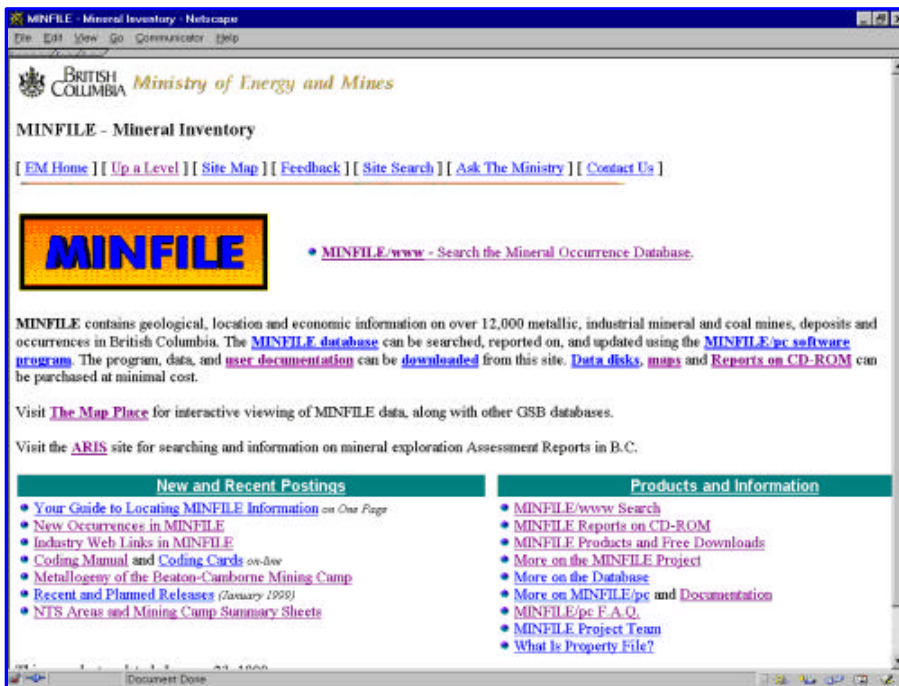 MINFILE - Mineral Inventory - Netscape
File Edit View Go Communicator Help
BRITISH COLUMBIA Ministry of Energy and Mines
MINFILE - Mineral Inventory
[ EM Home ] [ Up a Level ] [ Site Map ] [ Feedback ] [ Site Search ] [ Ask The Ministry ] [ Contact Us ]
MINFILE
MINFILE/www - Search the Mineral Occurrence Database.
MINFILE contains geological, location and economic information on over 12,000 metallic, industrial mineral and coal mines, deposits and
occurrences in British Columbia. The MINFILE database can be searched, reported on, and updated using the MINFILE/pc software
program. The program, data, and user documentation can be downloaded from this site. Data disks, maps and Reports on CD-ROM can
be purchased at minimal cost.
Visit The Map Place for interactive viewing of MINFILE data, along with other GSB databases.
Visit the ARIS site for searching and information on mineral exploration Assessment Reports in B.C.
New and Recent Postings
Your Guide to Locating MINFILE Information on One Page
New Occurrences in MINFILE
Industry Web Links in MINFILE
Coding Manual and Coding Cards on-line
Metallogeny of the Beaton-Camborne Mining Camp
Recent and Planned Releases (January 1999)
NTS Areas and Mining Camp Summary Sheets
Products and Information
MINFILE/www Search
MINFILE Reports on CD-ROM
MINFILE Products and Free Downloads
More on the MINFILE Project
More on the Database
More on MINFILE/pc and Documentation
MINFILE/pc F.A.Q.
MINFILE Project Team
What Is Property File?
Document Done